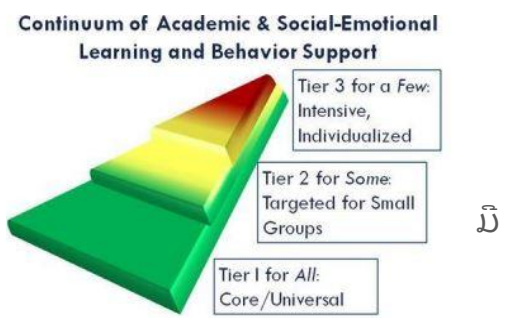 Continuum of Academic & Social-Emotional
Learning and Behavior Support
Tier 3 for a Few:
Intensive,
Individualized
Tier 2 for Some:
Targeted for Small
Groups
Tier I for All:
Core/Universal